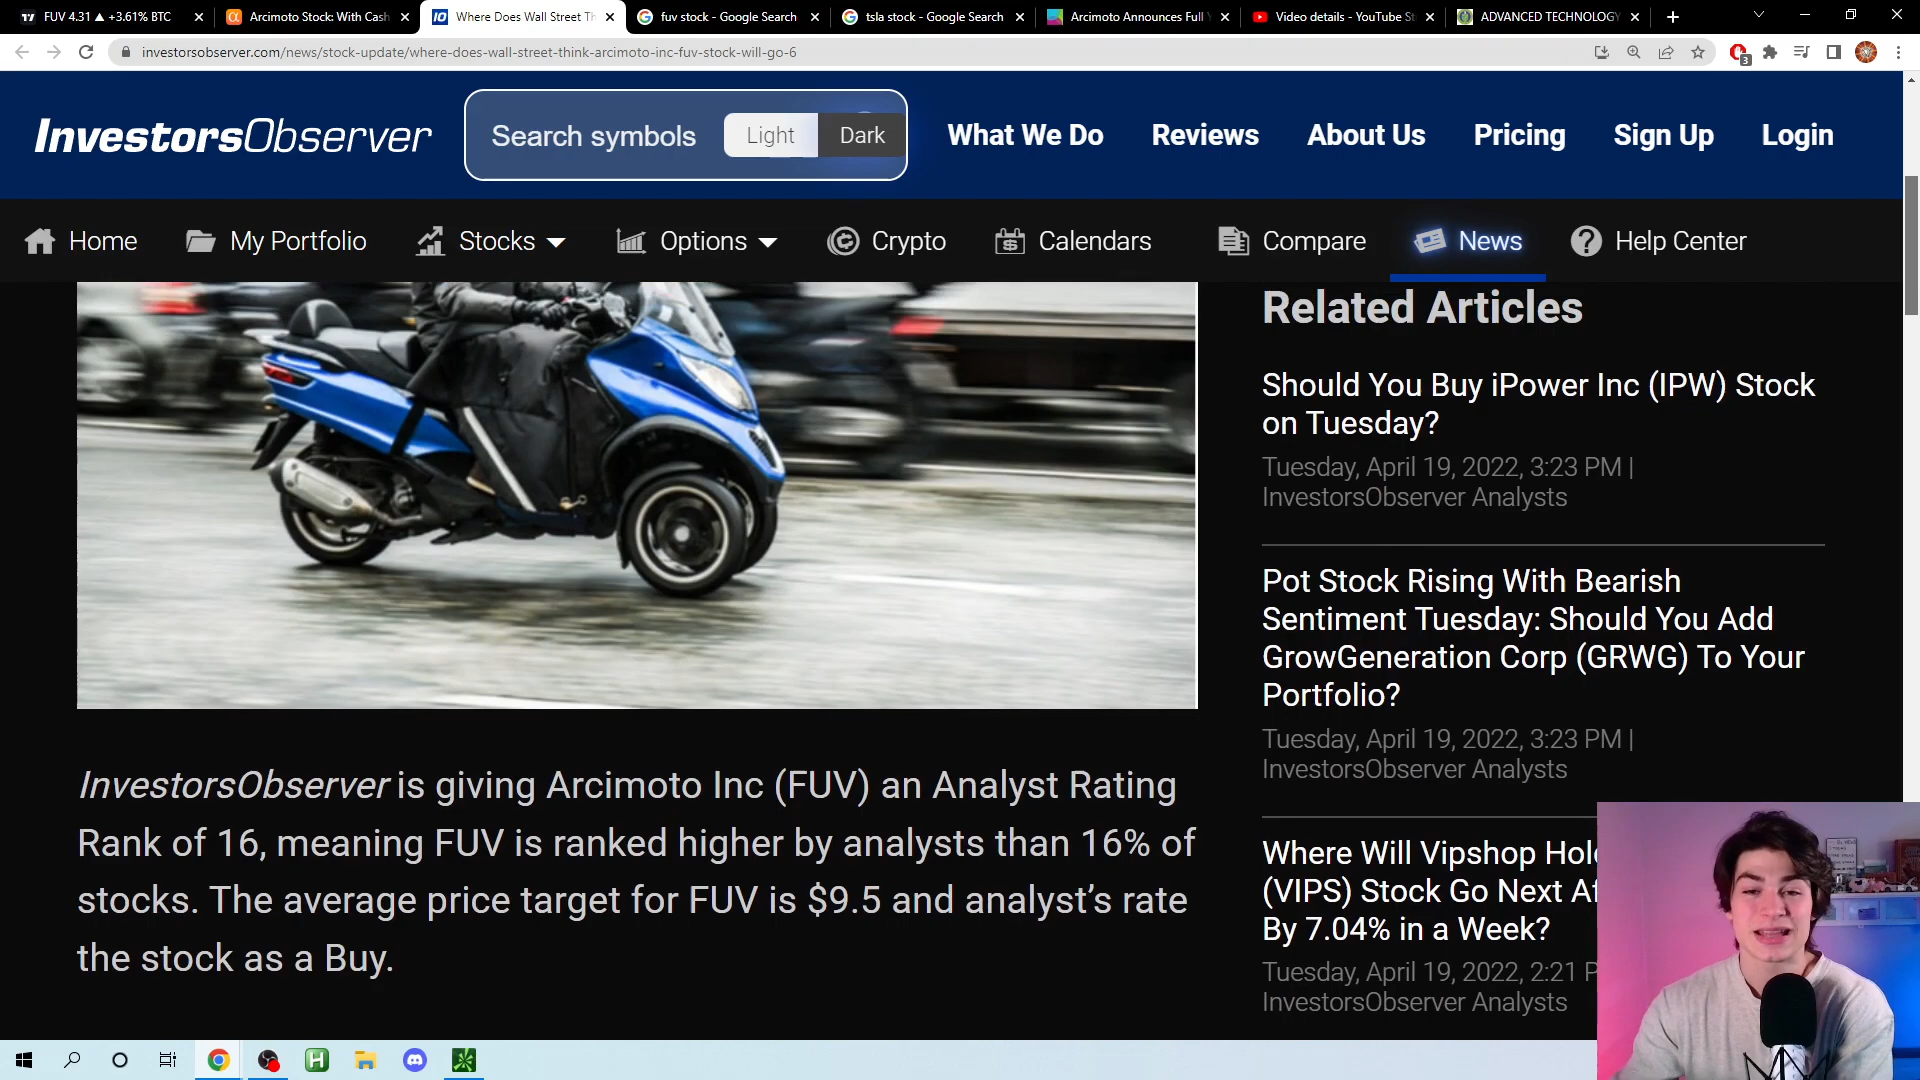 FUV 4.31 ▲ +3.61% BTC
Arcimoto Stock: With Cash
Where Does Wall Street Th
fuv stock - Google Search
tsla stock - Google Search
Arcimoto Announces Full Y
Video details - YouTube St
ADVANCED TECHNOLOGY
investorsobserver.com/news/stock-update/where-does-wall-street-think-arcimoto-inc-fuv-stock-will-go-6
3
InvestorsObserver
Search symbols
Light
Dark
What We Do
Reviews
About Us
Pricing
Sign Up
Login
Home
My Portfolio
Stocks
Options
Crypto
Calendars
Compare
News
Help Center
InvestorsObserver is giving Arcimoto Inc (FUV) an Analyst Rating
Rank of 16, meaning FUV is ranked higher by analysts than 16% of
stocks. The average price target for FUV is $9.5 and analyst’s rate
the stock as a Buy.
Related Articles
Should You Buy iPower Inc (IPW) Stock
on Tuesday?
Tuesday, April 19, 2022, 3:23 PM |
InvestorsObserver Analysts
Pot Stock Rising With Bearish
Sentiment Tuesday: Should You Add
GrowGeneration Corp (GRWG) To Your
Portfolio?
Tuesday, April 19, 2022, 3:23 PM |
InvestorsObserver Analysts
Where Will Vipshop Hol
(VIPS) Stock Go Next Af
By 7.04% in a Week?
Tuesday, April 19, 2022, 2:21 P
InvestorsObserver Analysts